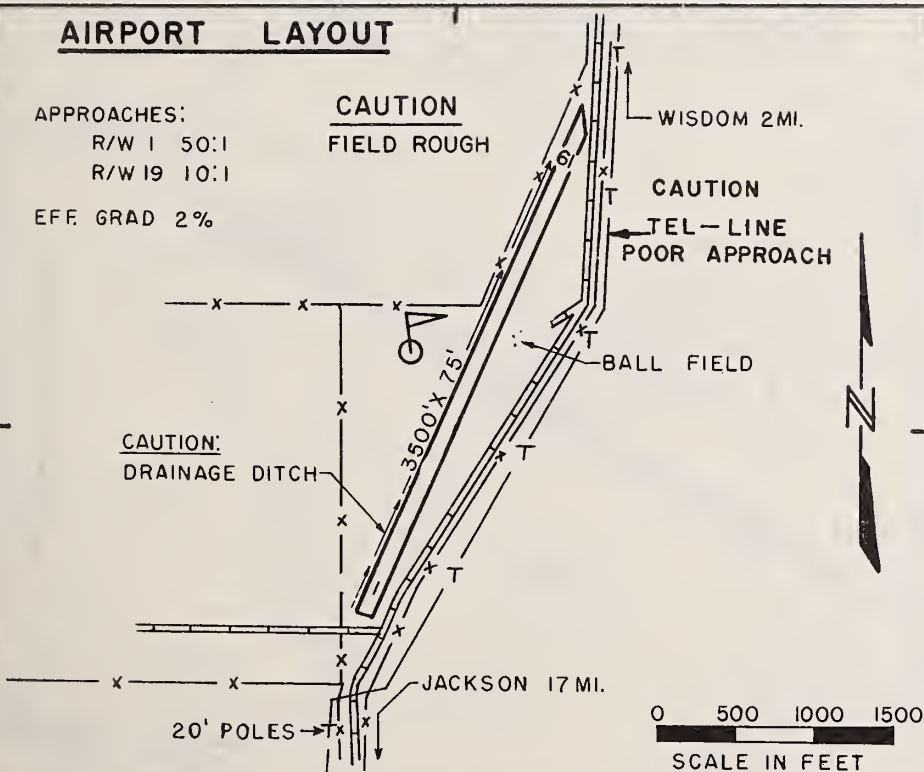 AIRPORT LAYOUT
APPROACHES:
R/W 1 50:1
R/W 19 10:1
EFF. GRAD 2%
CAUTION
FIELD ROUGH
WISDOM 2MI.
CAUTION
TEL-LINE
POOR APPROACH
19
BALL FIELD
3500' X 75'
CAUTION:
DRAINAGE DITCH
1
N
JACKSON 17 MI.
20' POLES
0 500 1000 1500
SCALE IN FEET